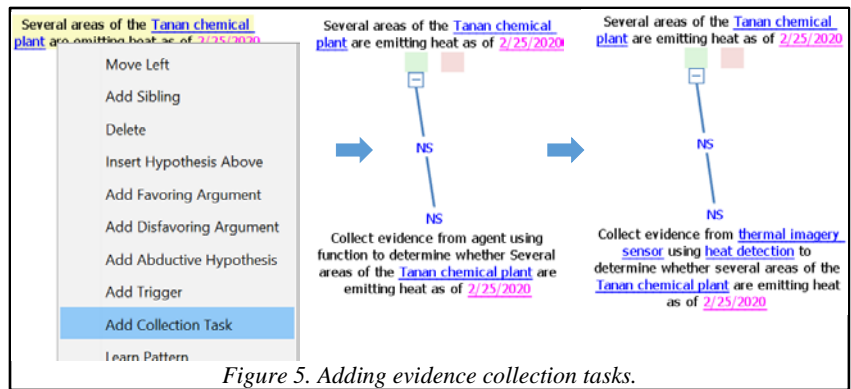 Several areas of the Tanan chemical
plant are emitting heat as of 2/25/2020
Move Left
Add Sibling
Delete
Insert Hypothesis Above
Add Favoring Argument
Add Disfavoring Argument
Add Abductive Hypothesis
Add Trigger
Add Collection Task
Learn Pattern
Several areas of the Tanan chemical
plant are emitting heat as of 2/25/2020
NS
NS
Collect evidence from agent using
function to determine whether Several
areas of the Tanan chemical plant are
emitting heat as of 2/25/2020
Several areas of the Tanan chemical
plant are emitting heat as of 2/25/2020
NS
NS
Collect evidence from thermal imagery
sensor using heat detection to
determine whether several areas of the
Tanan chemical plant are emitting heat
as of 2/25/2020
Figure 5. Adding evidence collection tasks.